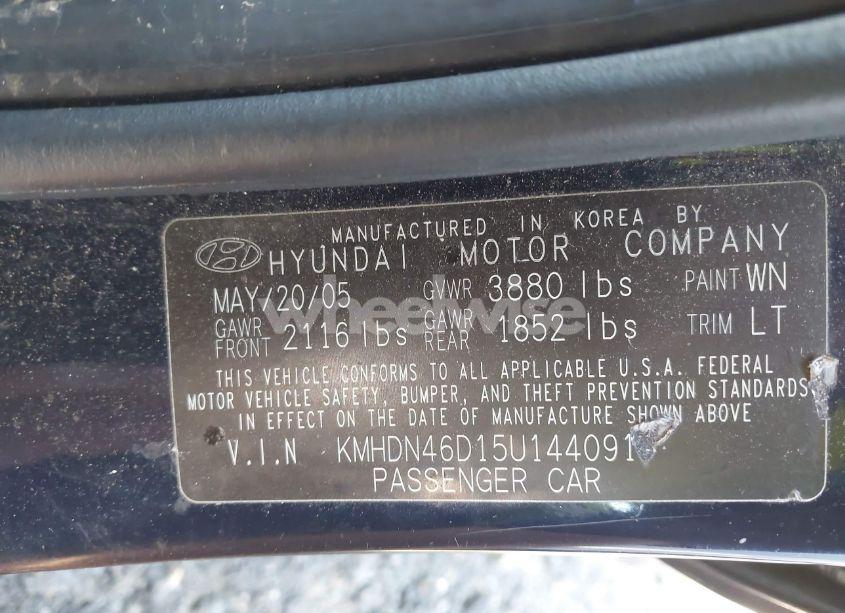 MANUFACTURED IN KOREA BY
HYUNDAI MOTOR COMPANY
MAY/20/05 GVWR 3880 lbs PAINT WN
GAWR FRONT 2116 lbs GAWR REAR 1852 lbs TRIM LT
THIS VEHICLE CONFORMS TO ALL APPLICABLE U.S.A. FEDERAL
MOTOR VEHICLE SAFETY, BUMPER, AND THEFT PREVENTION STANDARDS
IN EFFECT ON THE DATE OF MANUFACTURE SHOWN ABOVE
V.I.N KMHDN46D15U144091
PASSENGER CAR
wheelwise